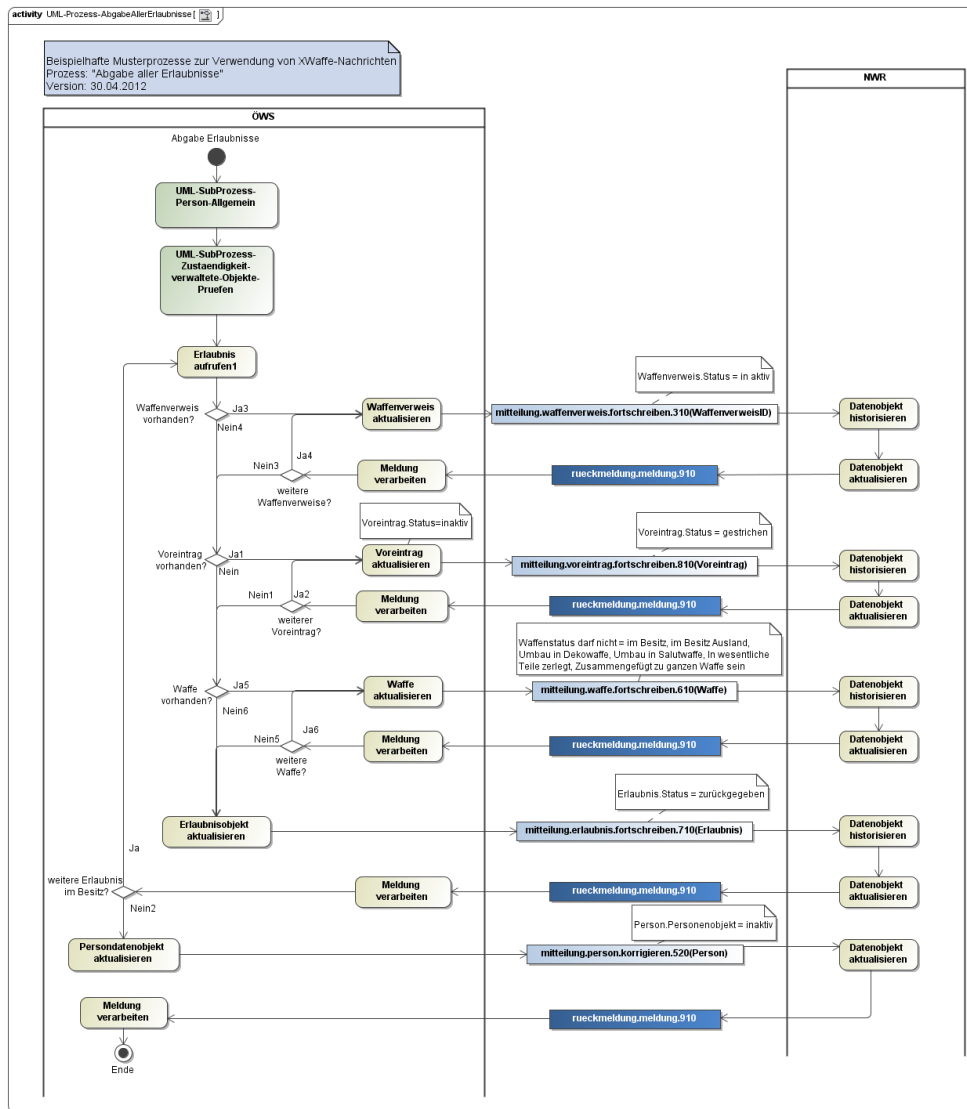 activity UML-Prozess-AbgabeAllerErlaubnisse [ ]
Beispielhafte Musterprozesse zur Verwendung von XWaffe-Nachrichten
Prozess: "Abgabe aller Erlaubnisse"
Version: 30.04.2012
NWR
ÖWS
Abgabe Erlaubnisse
UML-SubProzess-
Person-Allgemein
UML-SubProzess-
Zustaendigkeit-
verwaltete-Objekte-
Pruefen
Erlaubnis
aufrufen1
Waffenverweis.Status = in aktiv
Waffenverweis
vorhanden?
Ja3
Nein4
Waffenverweis
aktualisieren
mitteilung.waffenverweis.fortschreiben.310(WaffenverweisID)
Datenobjekt
historisieren
Ja4
Nein3
weitere
Waffenverweise?
Meldung
verarbeiten
rueckmeldung.meldung.910
Datenobjekt
aktualisieren
Voreintrag.Status=inaktiv
Voreintrag.Status = gestrichen
Voreintrag
vorhanden?
Ja1
Nein
Voreintrag
aktualisieren
mitteilung.voreintrag.fortschreiben.810(Voreintrag)
Datenobjekt
historisieren
Nein1
Ja2
weiterer
Voreintrag?
Meldung
verarbeiten
rueckmeldung.meldung.910
Datenobjekt
aktualisieren
Waffenstatus darf nicht = im Besitz, im Besitz Ausland,
Umbau in Dekowaffe, Umbau in Salutwaffe, In wesentliche
Teile zerlegt, Zusammengefügt zu ganzen Waffe sein
Waffe
vorhanden?
Ja5
Nein6
Waffe
aktualisieren
mitteilung.waffe.fortschreiben.610(Waffe)
Datenobjekt
historisieren
Nein5
Ja6
weitere
Waffe?
Meldung
verarbeiten
rueckmeldung.meldung.910
Datenobjekt
aktualisieren
Erlaubnis.Status = zurückgegeben
Erlaubnisobjekt
aktualisieren
mitteilung.erlaubnis.fortschreiben.710(Erlaubnis)
Datenobjekt
historisieren
Ja
weitere Erlaubnis
im Besitz?
Nein2
Meldung
verarbeiten
rueckmeldung.meldung.910
Datenobjekt
aktualisieren
Person.Personenobjekt = inaktiv
Persondatenobjekt
aktualisieren
mitteilung.person.korrigieren.520(Person)
Datenobjekt
aktualisieren
Meldung
verarbeiten
rueckmeldung.meldung.910
Ende